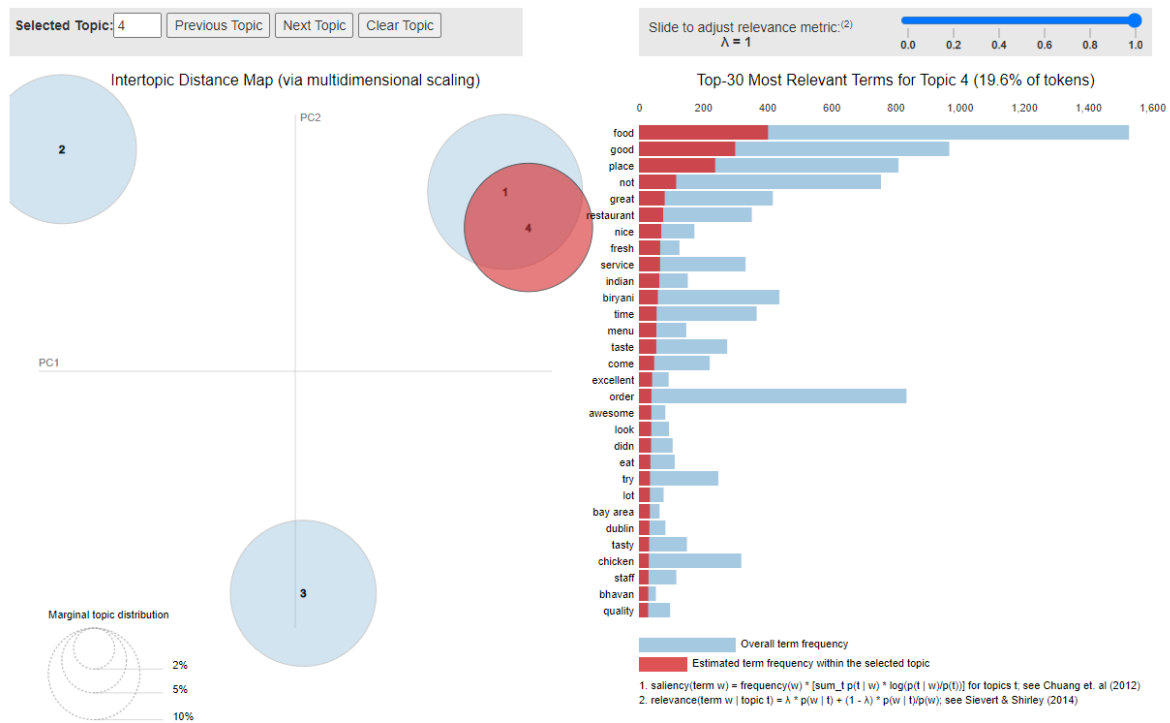 Selected Topic: 4 Previous Topic Next Topic Clear Topic
Slide to adjust relevance metric:(2)
λ = 1
0.0 0.2 0.4 0.6 0.8 1.0
Intertopic Distance Map (via multidimensional scaling)
PC2
PC1
2
1
4
3
Marginal topic distribution
2%
5%
10%
Top-30 Most Relevant Terms for Topic 4 (19.6% of tokens)
0 200 400 600 800 1,000 1,200 1,400 1,600
food
good
place
not
great
restaurant
nice
fresh
service
indian
biryani
time
menu
taste
come
excellent
order
awesome
look
didn
eat
try
lot
bay area
dublin
tasty
chicken
staff
bhavan
quality
Overall term frequency
Estimated term frequency within the selected topic
1. saliency(term w) = frequency(w) * [sum_t p(t | w) * log(p(t | w)/p(t))] for topics t; see Chuang et. al (2012)
2. relevance(term w | topic t) = λ * p(w | t) + (1 - λ) * p(w | t)/p(w); see Sievert & Shirley (2014)